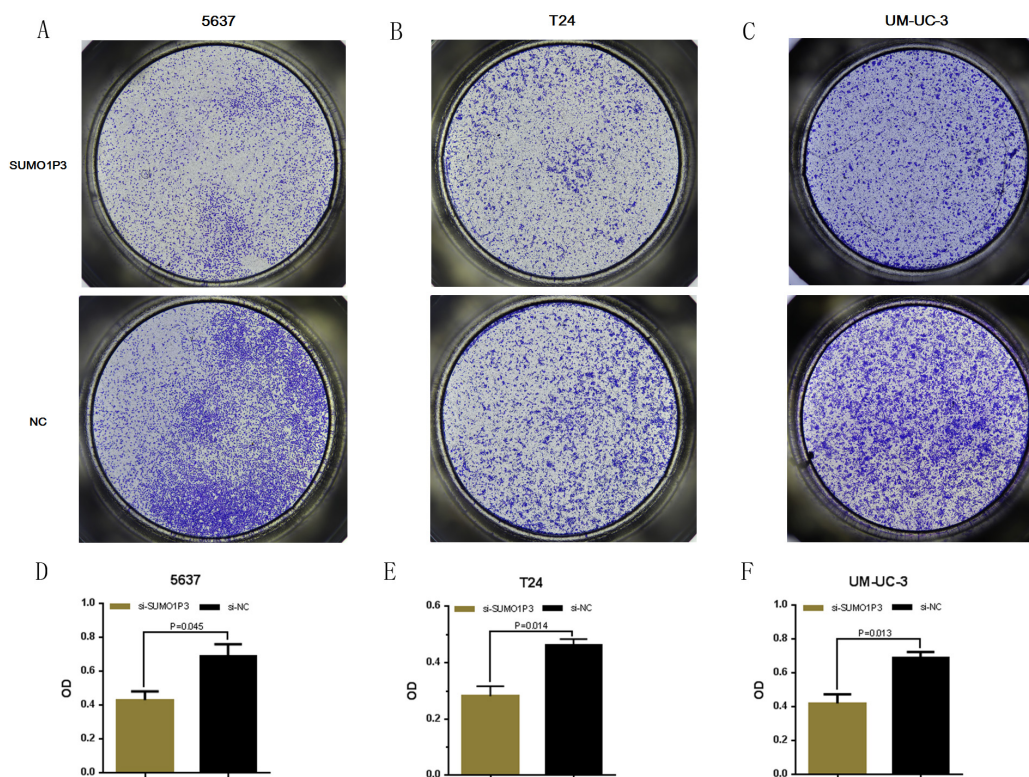 A 5637 B T24 C UM-UC-3
SUMO1P3
NC
D 5637
si-SUMO1P3 si-NC
P=0.045
OD
1.0
0.8
0.6
0.4
0.2
0.0
E T24
si-SUMO1P3 si-NC
P=0.014
OD
0.6
0.4
0.2
0.0
F UM-UC-3
si-SUMO1P3 si-NC
P=0.013
OD
1.0
0.8
0.6
0.4
0.2
0.0